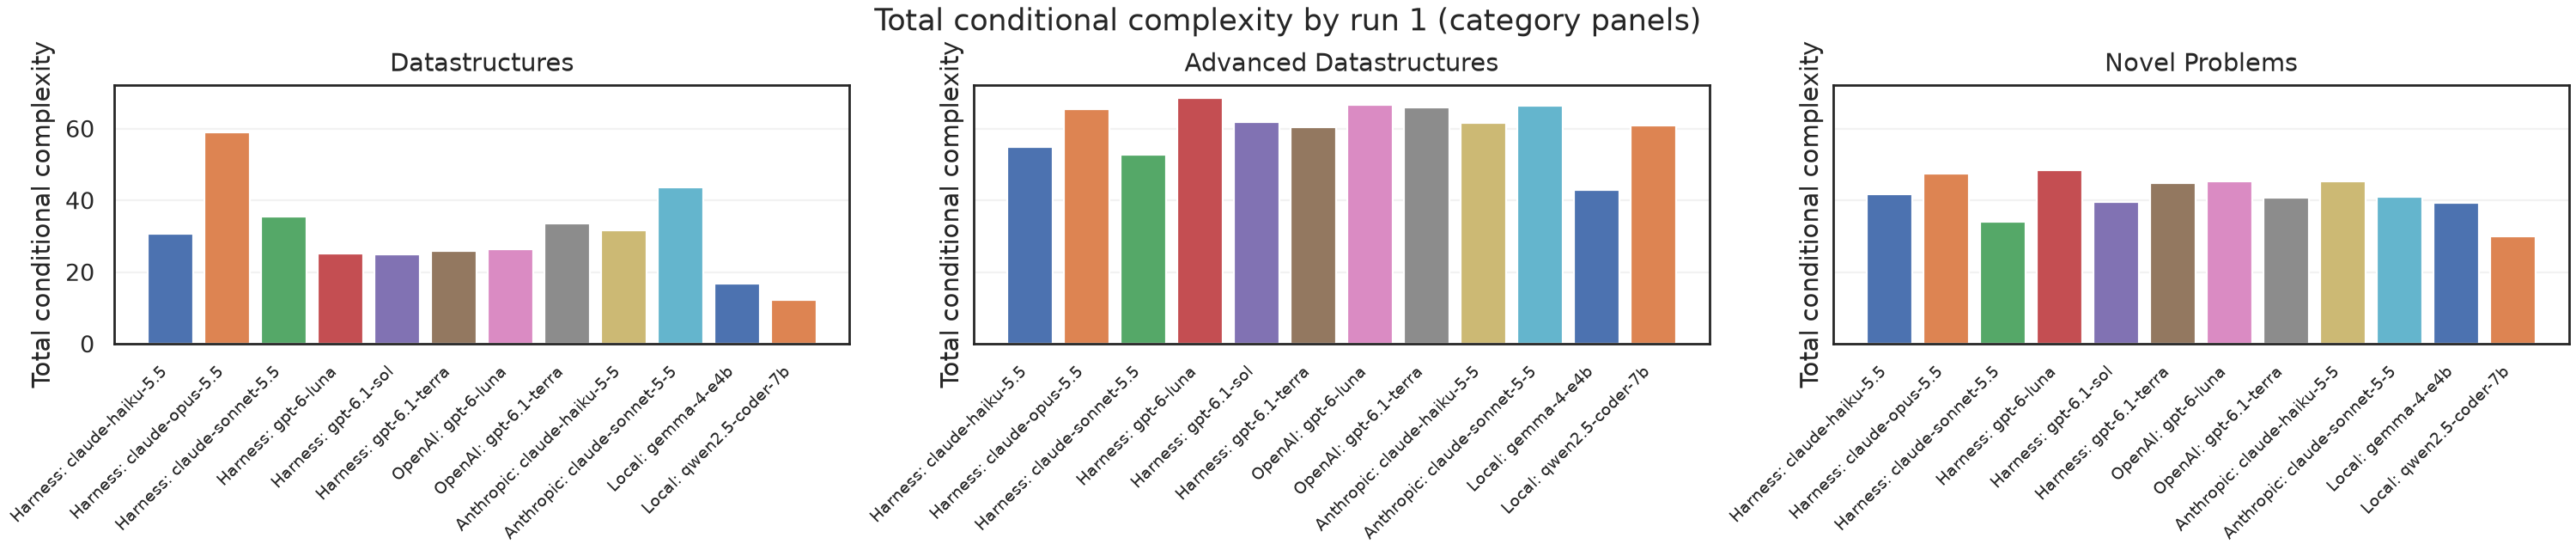 Total conditional complexity by run 1 (category panels)
Datastructures
Total conditional complexity
60
40
20
0
Harness: claude-haiku-5.5
Harness: claude-opus-5.5
Harness: claude-sonnet-5.5
Harness: gpt-6-luna
Harness: gpt-6.1-sol
Harness: gpt-6.1-terra
OpenAI: gpt-6-luna
OpenAI: gpt-6.1-terra
Anthropic: claude-haiku-5-5
Anthropic: claude-sonnet-5-5
Local: gemma-4-e4b
Local: qwen2.5-coder-7b
Advanced Datastructures
Total conditional complexity
Harness: claude-haiku-5.5
Harness: claude-opus-5.5
Harness: claude-sonnet-5.5
Harness: gpt-6-luna
Harness: gpt-6.1-sol
Harness: gpt-6.1-terra
OpenAI: gpt-6-luna
OpenAI: gpt-6.1-terra
Anthropic: claude-haiku-5-5
Anthropic: claude-sonnet-5-5
Local: gemma-4-e4b
Local: qwen2.5-coder-7b
Novel Problems
Total conditional complexity
Harness: claude-haiku-5.5
Harness: claude-opus-5.5
Harness: claude-sonnet-5.5
Harness: gpt-6-luna
Harness: gpt-6.1-sol
Harness: gpt-6.1-terra
OpenAI: gpt-6-luna
OpenAI: gpt-6.1-terra
Anthropic: claude-haiku-5-5
Anthropic: claude-sonnet-5-5
Local: gemma-4-e4b
Local: qwen2.5-coder-7b